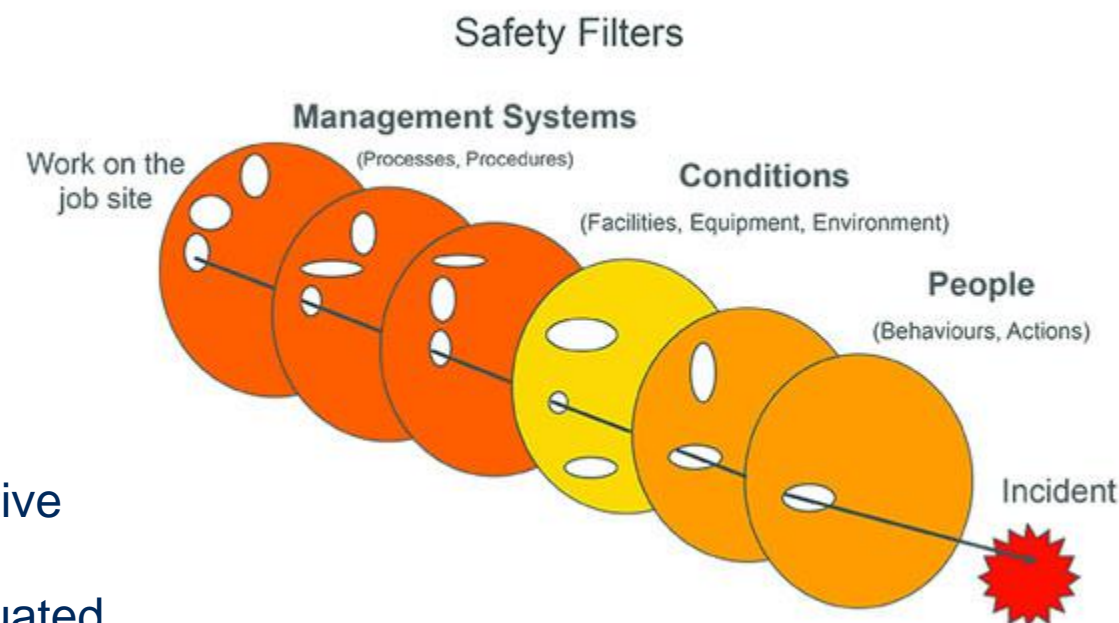 Safety Filters
Management Systems
(Processes, Procedures)
Work on the
job site
Conditions
(Facilities, Equipment, Environment)
People
(Behaviours, Actions)
Incident
ive
uated